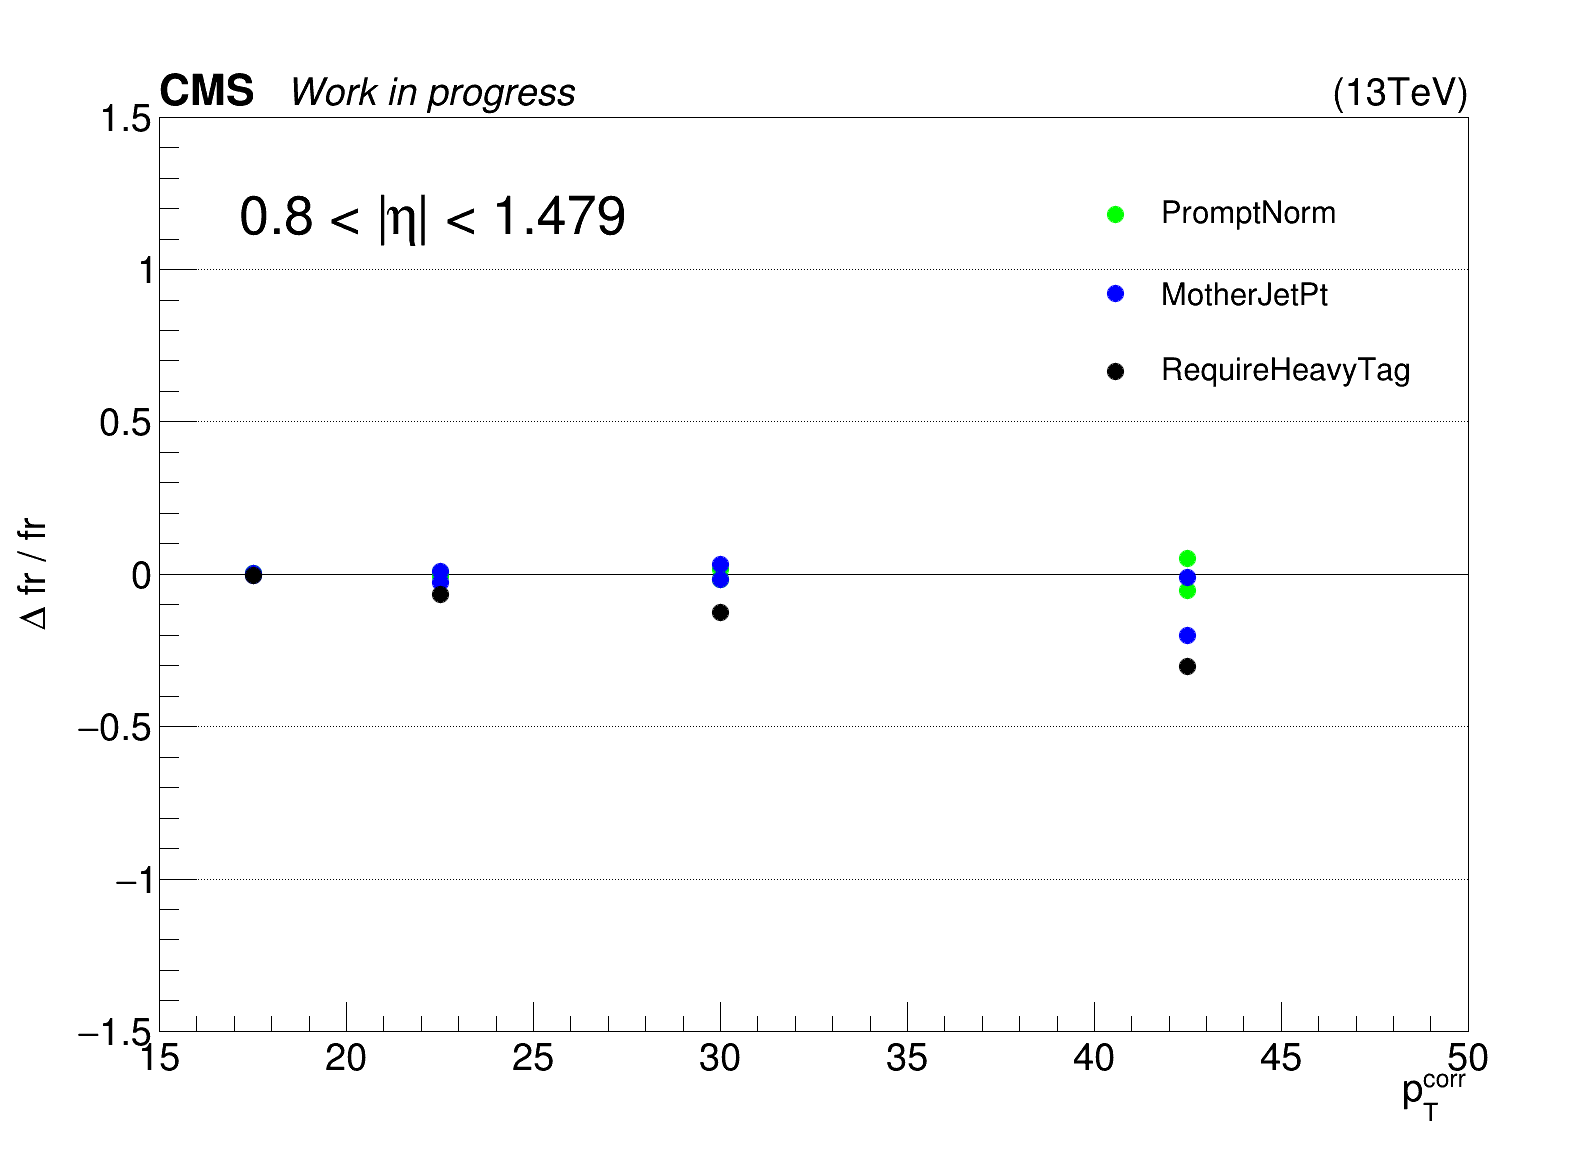 CMS Work in progress (13TeV)
0.8 < |η| < 1.479
PromptNorm
MotherJetPt
RequireHeavyTag
Δ fr / fr
1.5
1
0.5
0
−0.5
−1
−1.5
15 20 25 30 35 40 45 50
p_T^corr